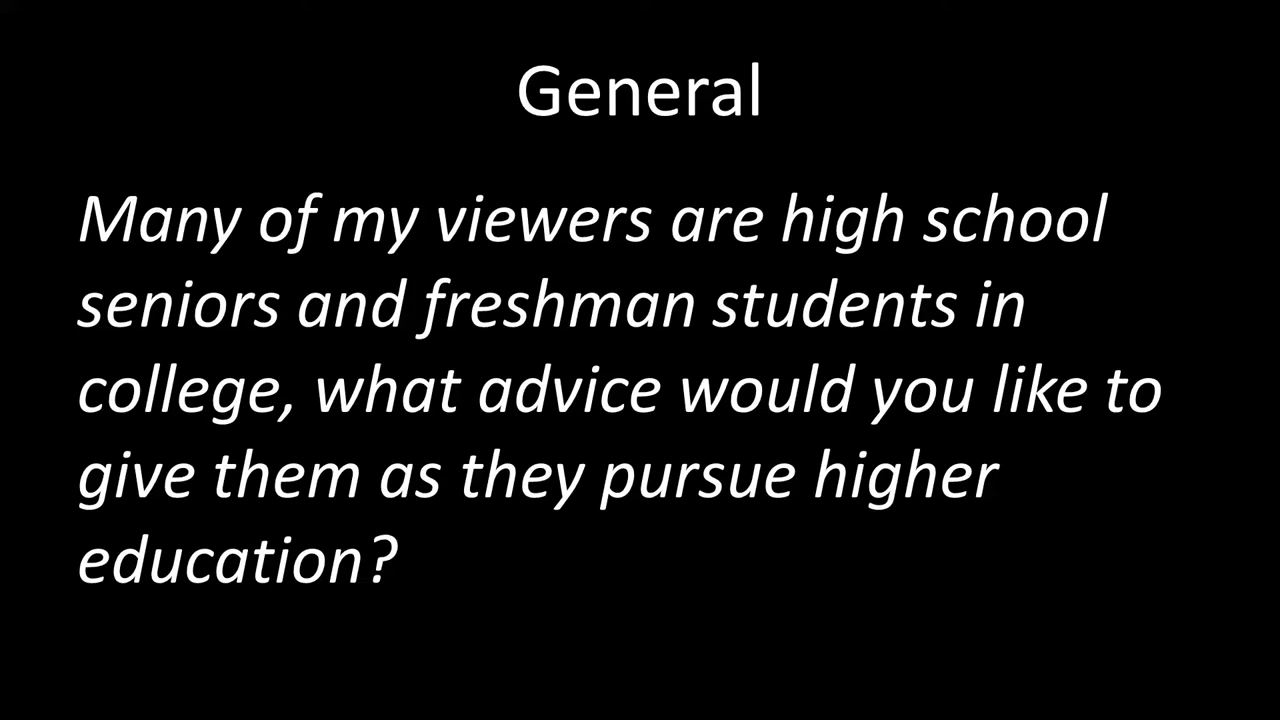 General
Many of my viewers are high school
seniors and freshman students in
college, what advice would you like to
give them as they pursue higher
education?